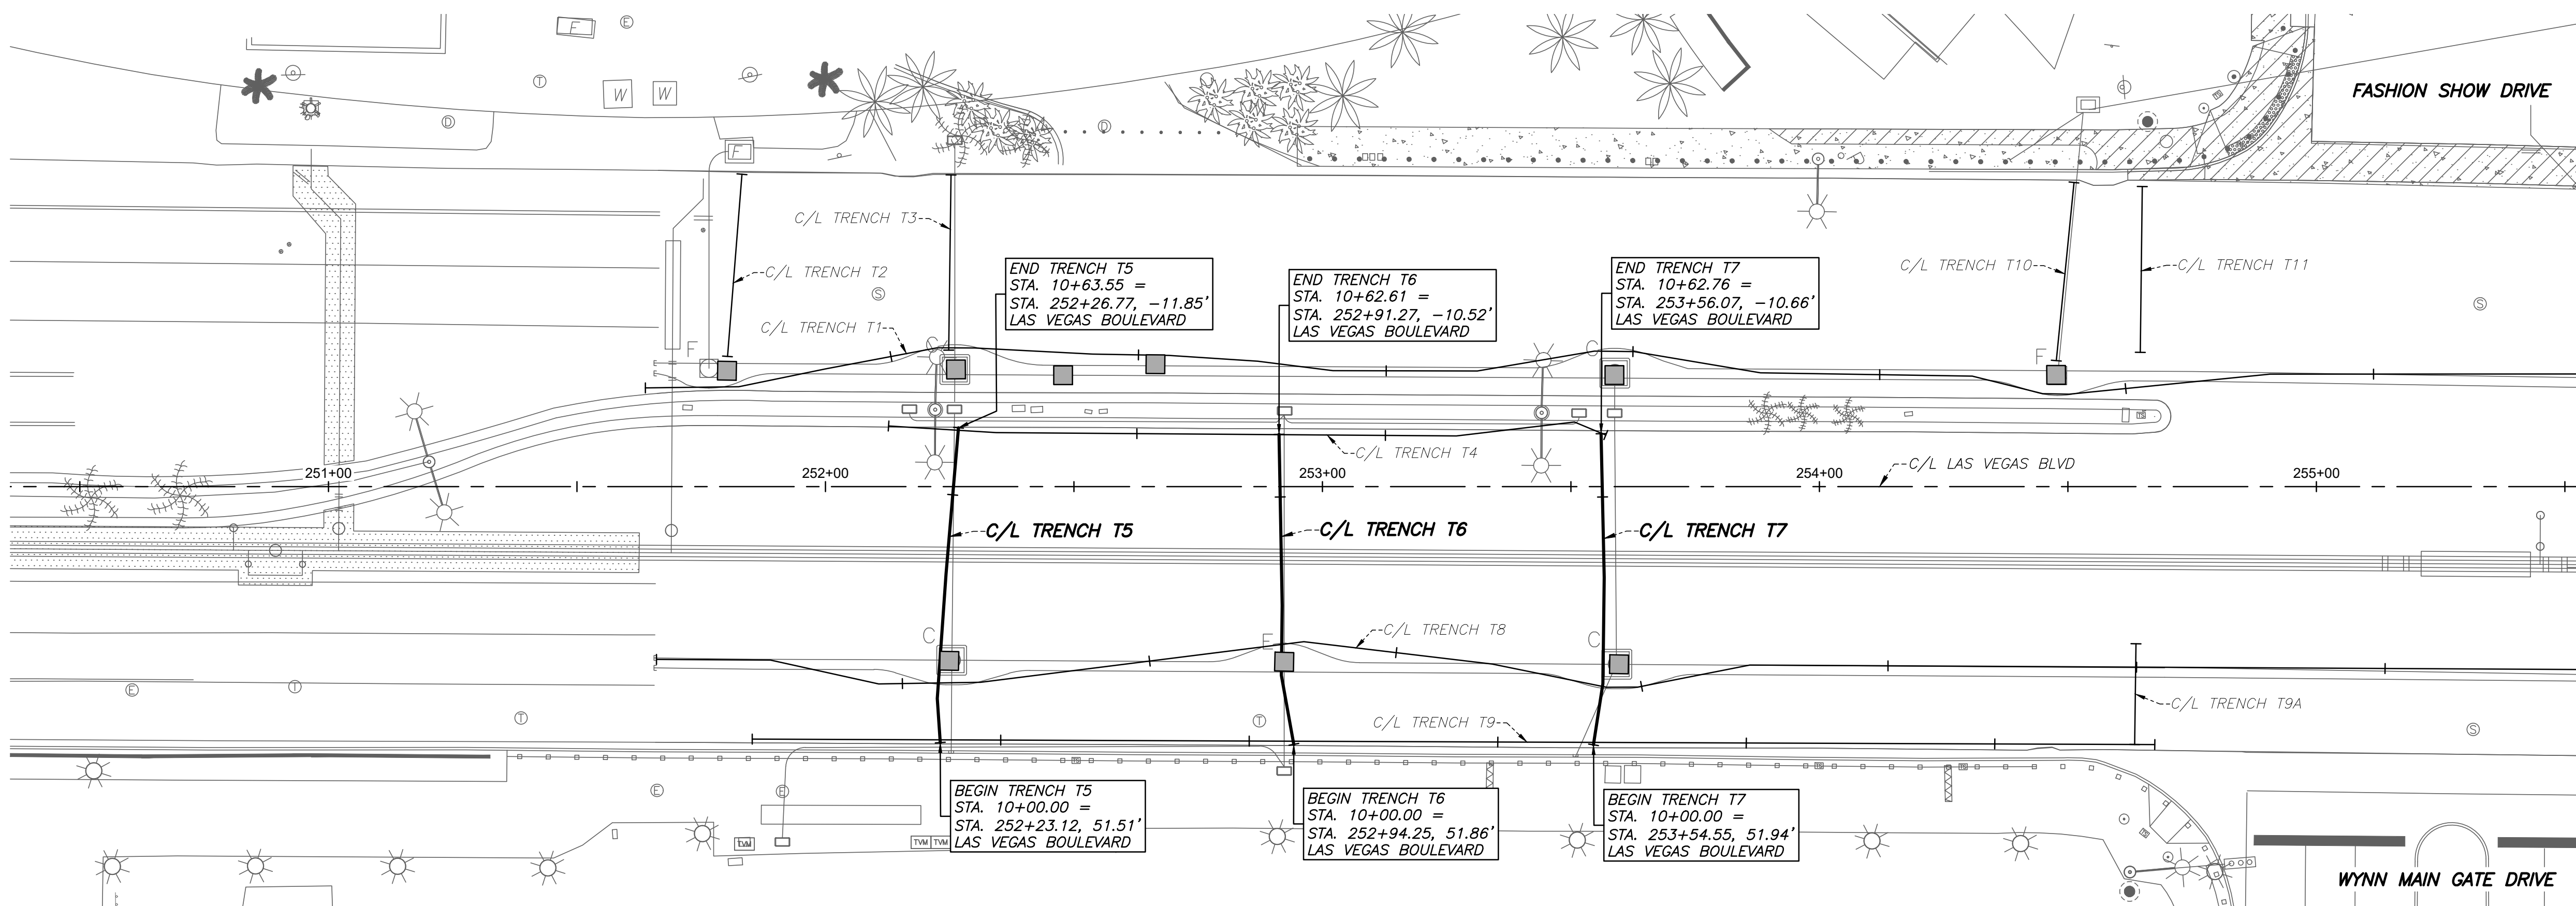 F
E
T
W
W
D
D
F
FASHION SHOW DRIVE
C/L TRENCH T3
C/L TRENCH T2
C/L TRENCH T1
S
END TRENCH T5
STA. 10+63.55 =
STA. 252+26.77, -11.85'
LAS VEGAS BOULEVARD
END TRENCH T6
STA. 10+62.61 =
STA. 252+91.27, -10.52'
LAS VEGAS BOULEVARD
END TRENCH T7
STA. 10+62.76 =
STA. 253+56.07, -10.66'
LAS VEGAS BOULEVARD
C/L TRENCH T10
C/L TRENCH T11
S
F
C
C
F
C/L TRENCH T4
C/L LAS VEGAS BLVD
251+00
252+00
253+00
254+00
255+00
C/L TRENCH T5
C/L TRENCH T6
C/L TRENCH T7
C
F
C
C/L TRENCH T8
E
T
T
T
C/L TRENCH T9
C/L TRENCH T9A
S
E
E
BEGIN TRENCH T5
STA. 10+00.00 =
STA. 252+23.12, 51.51'
LAS VEGAS BOULEVARD
BEGIN TRENCH T6
STA. 10+00.00 =
STA. 252+94.25, 51.86'
LAS VEGAS BOULEVARD
BEGIN TRENCH T7
STA. 10+00.00 =
STA. 253+54.55, 51.94'
LAS VEGAS BOULEVARD
TVM
TVM
TVM
WYNN MAIN GATE DRIVE